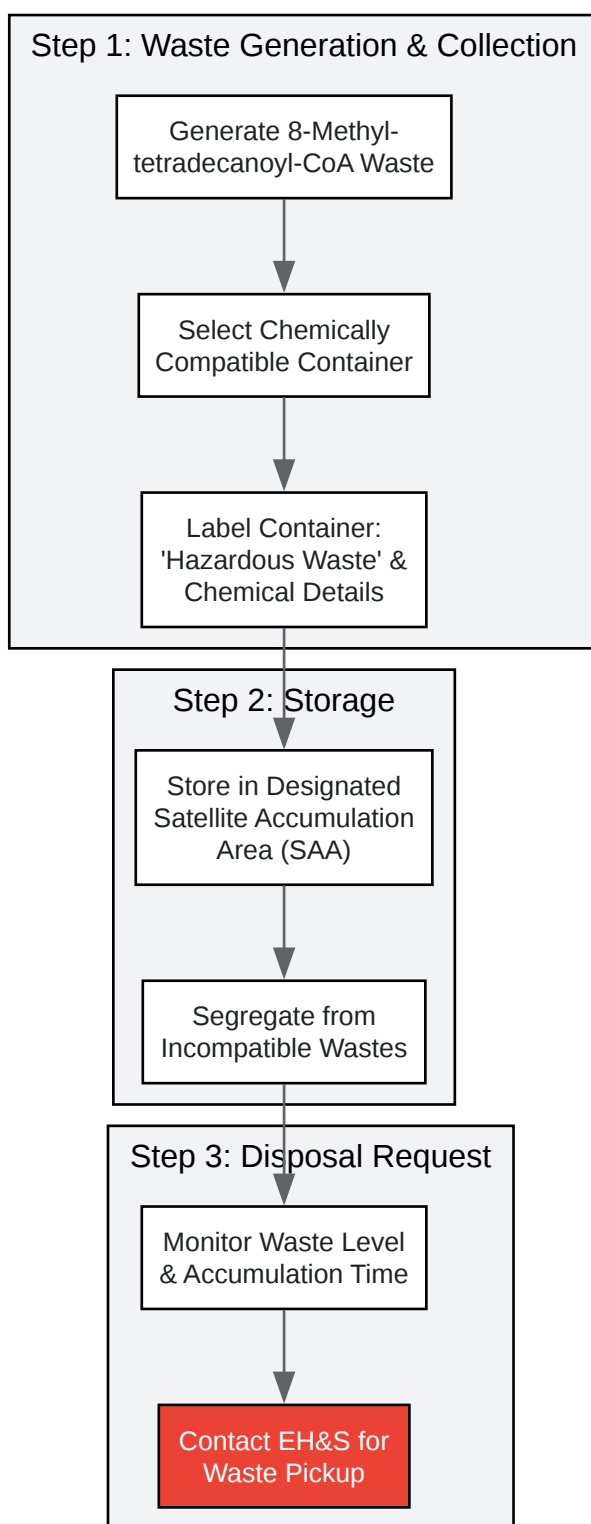 Step 1: Waste Generation & Collection
Generate 8-Methyl-
tetradecanoyl-CoA Waste
Select Chemically
Compatible Container
Label Container:
'Hazardous Waste' &
Chemical Details
Step 2: Storage
Store in Designated
Satellite Accumulation
Area (SAA)
Segregate from
Incompatible Wastes
Step 3: Disposal Request
Monitor Waste Level
& Accumulation Time
Contact EH&S for
Waste Pickup